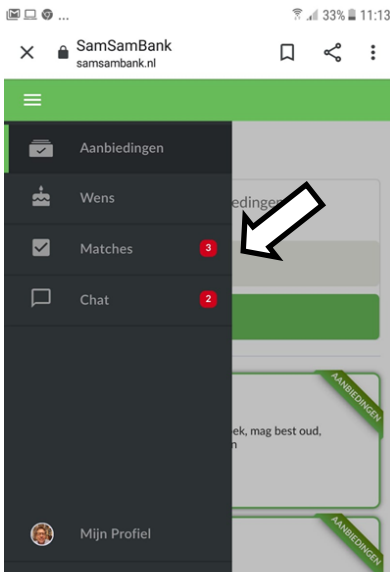 ... 33% 11:13
SamSamBank
samsambank.nl
Aanbiedingen
Wens
edingen
Matches 3
Chat 2
AANBIEDINGEN
ek, mag best oud,
n
Mijn Profiel
AANBIEDINGEN